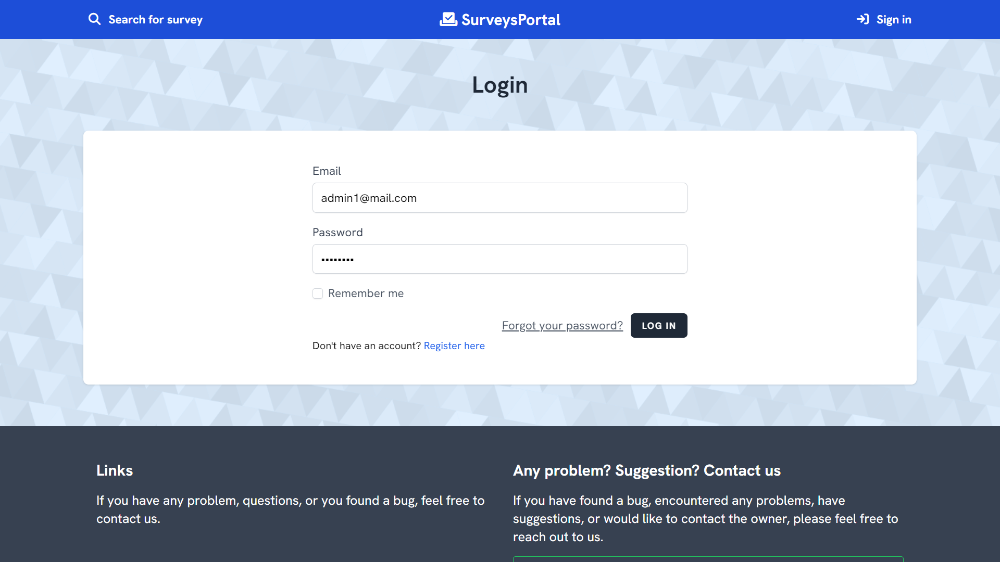 Search for survey
SurveysPortal
Sign in
Login
Email
admin1@mail.com
Password
••••••••
Remember me
Forgot your password?
LOG IN
Don't have an account? Register here
Links
If you have any problem, questions, or you found a bug, feel free to
contact us.
Any problem? Suggestion? Contact us
If you have found a bug, encountered any problems, have
suggestions, or would like to contact the owner, please feel free to
reach out to us.